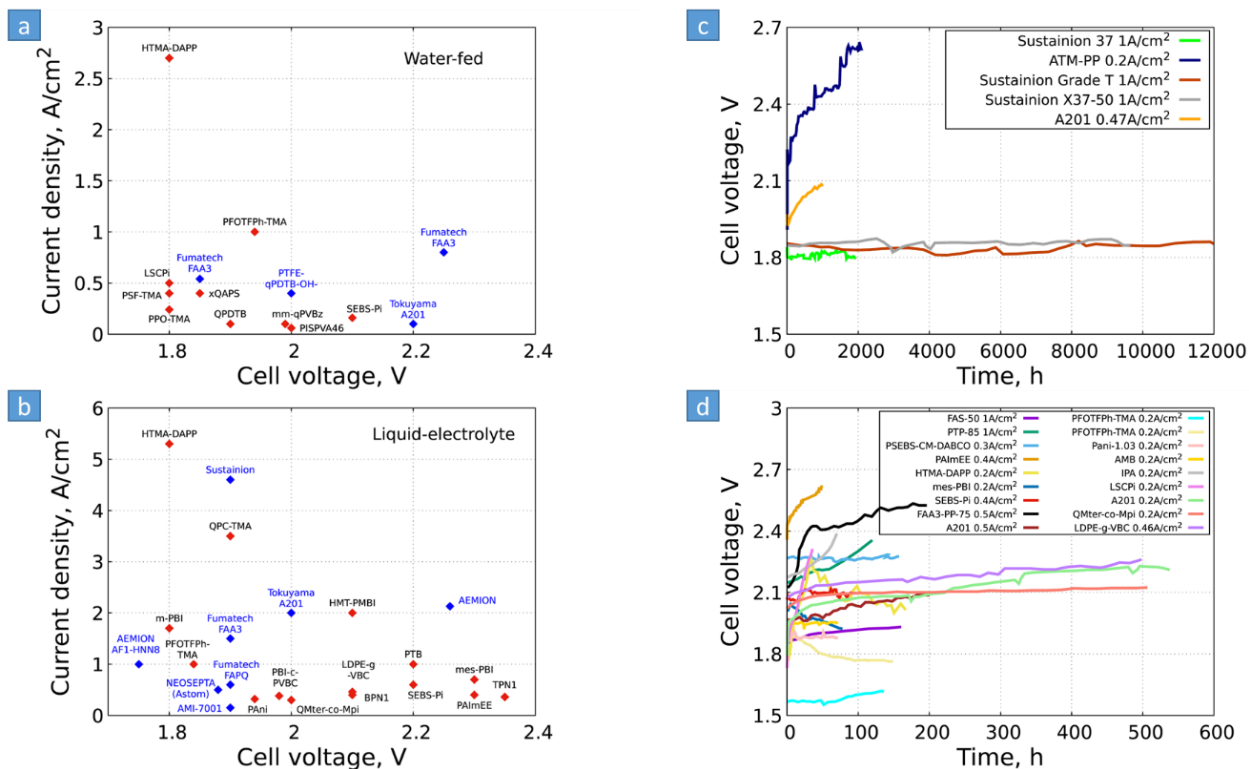 a
Current density, A/cm²
3
2.5
2
1.5
1
0.5
0
Water-fed
HTMA-DAPP
PFOTFPh-TMA
Fumatech
FAA3
LSCPi
Fumatech
FAA3
PTFE-
qPDTB-OH-
PSF-TMA
xQAPS
PPO-TMA
QPDTB
mm-qPVBz
PISPVA46
SEBS-Pi
Tokuyama
A201
1.8
2
2.2
2.4
Cell voltage, V
b
Current density, A/cm²
6
5
4
3
2
1
0
Liquid-electrolyte
HTMA-DAPP
Sustainion
QPC-TMA
Tokuyama
A201
HMT-PMBI
AEMION
m-PBI
Fumatech
FAA3
AEMION
AF1-HNN8
PFOTFPh-
TMA
Fumatech
FAPQ
PBI-c-
PVBC
LDPE-g
-VBC
PTB
mes-PBI
TPN1
NEOSEPTA
(Astom)
AMI-7001
PAni
QMter-co-Mpi
BPN1
SEBS-Pi
PAImEE
1.8
2
2.2
2.4
Cell voltage, V
c
Cell voltage, V
2.7
2.4
2.1
1.8
1.5
Sustainion 37 1A/cm²
ATM-PP 0.2A/cm²
Sustainion Grade T 1A/cm²
Sustainion X37-50 1A/cm²
A201 0.47A/cm²
0
2000
4000
6000
8000
10000
12000
Time, h
d
Cell voltage, V
3
2.7
2.4
2.1
1.8
1.5
FAS-50 1A/cm²
PTP-85 1A/cm²
PSEBS-CM-DABCO 0.3A/cm²
PAImEE 0.4A/cm²
HTMA-DAPP 0.2A/cm²
mes-PBI 0.2A/cm²
SEBS-Pi 0.4A/cm²
FAA3-PP-75 0.5A/cm²
A201 0.5A/cm²
PFOTFPh-TMA 0.2A/cm²
PFOTFPh-TMA 0.2A/cm²
Pani-1.03 0.2A/cm²
AMB 0.2A/cm²
IPA 0.2A/cm²
LSCPi 0.2A/cm²
A201 0.2A/cm²
QMter-co-Mpi 0.2A/cm²
LDPE-g-VBC 0.46A/cm²
0
100
200
300
400
500
600
Time, h